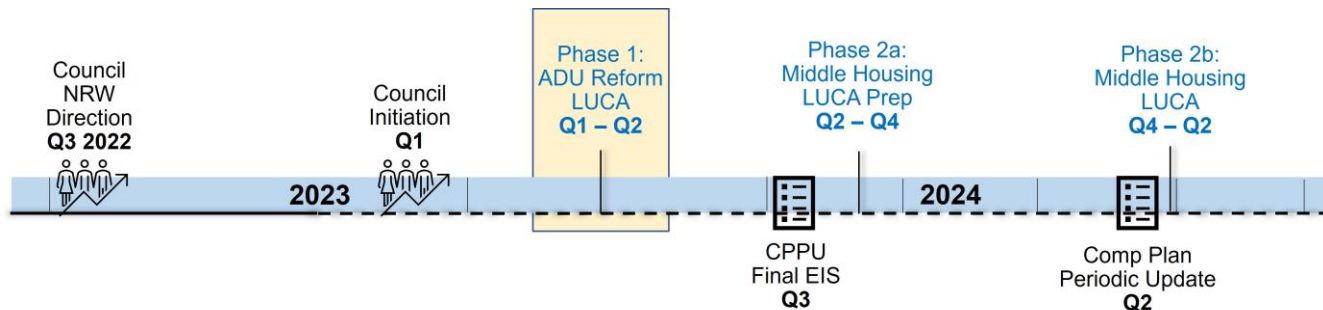 Council
NRW
Direction
Q3 2022
Council
Initiation
Q1
Phase 1:
ADU Reform
LUCA
Q1 – Q2
Phase 2a:
Middle Housing
LUCA Prep
Q2 – Q4
Phase 2b:
Middle Housing
LUCA
Q4 – Q2
2023
2024
CPPU
Final EIS
Q3
Comp Plan
Periodic Update
Q2